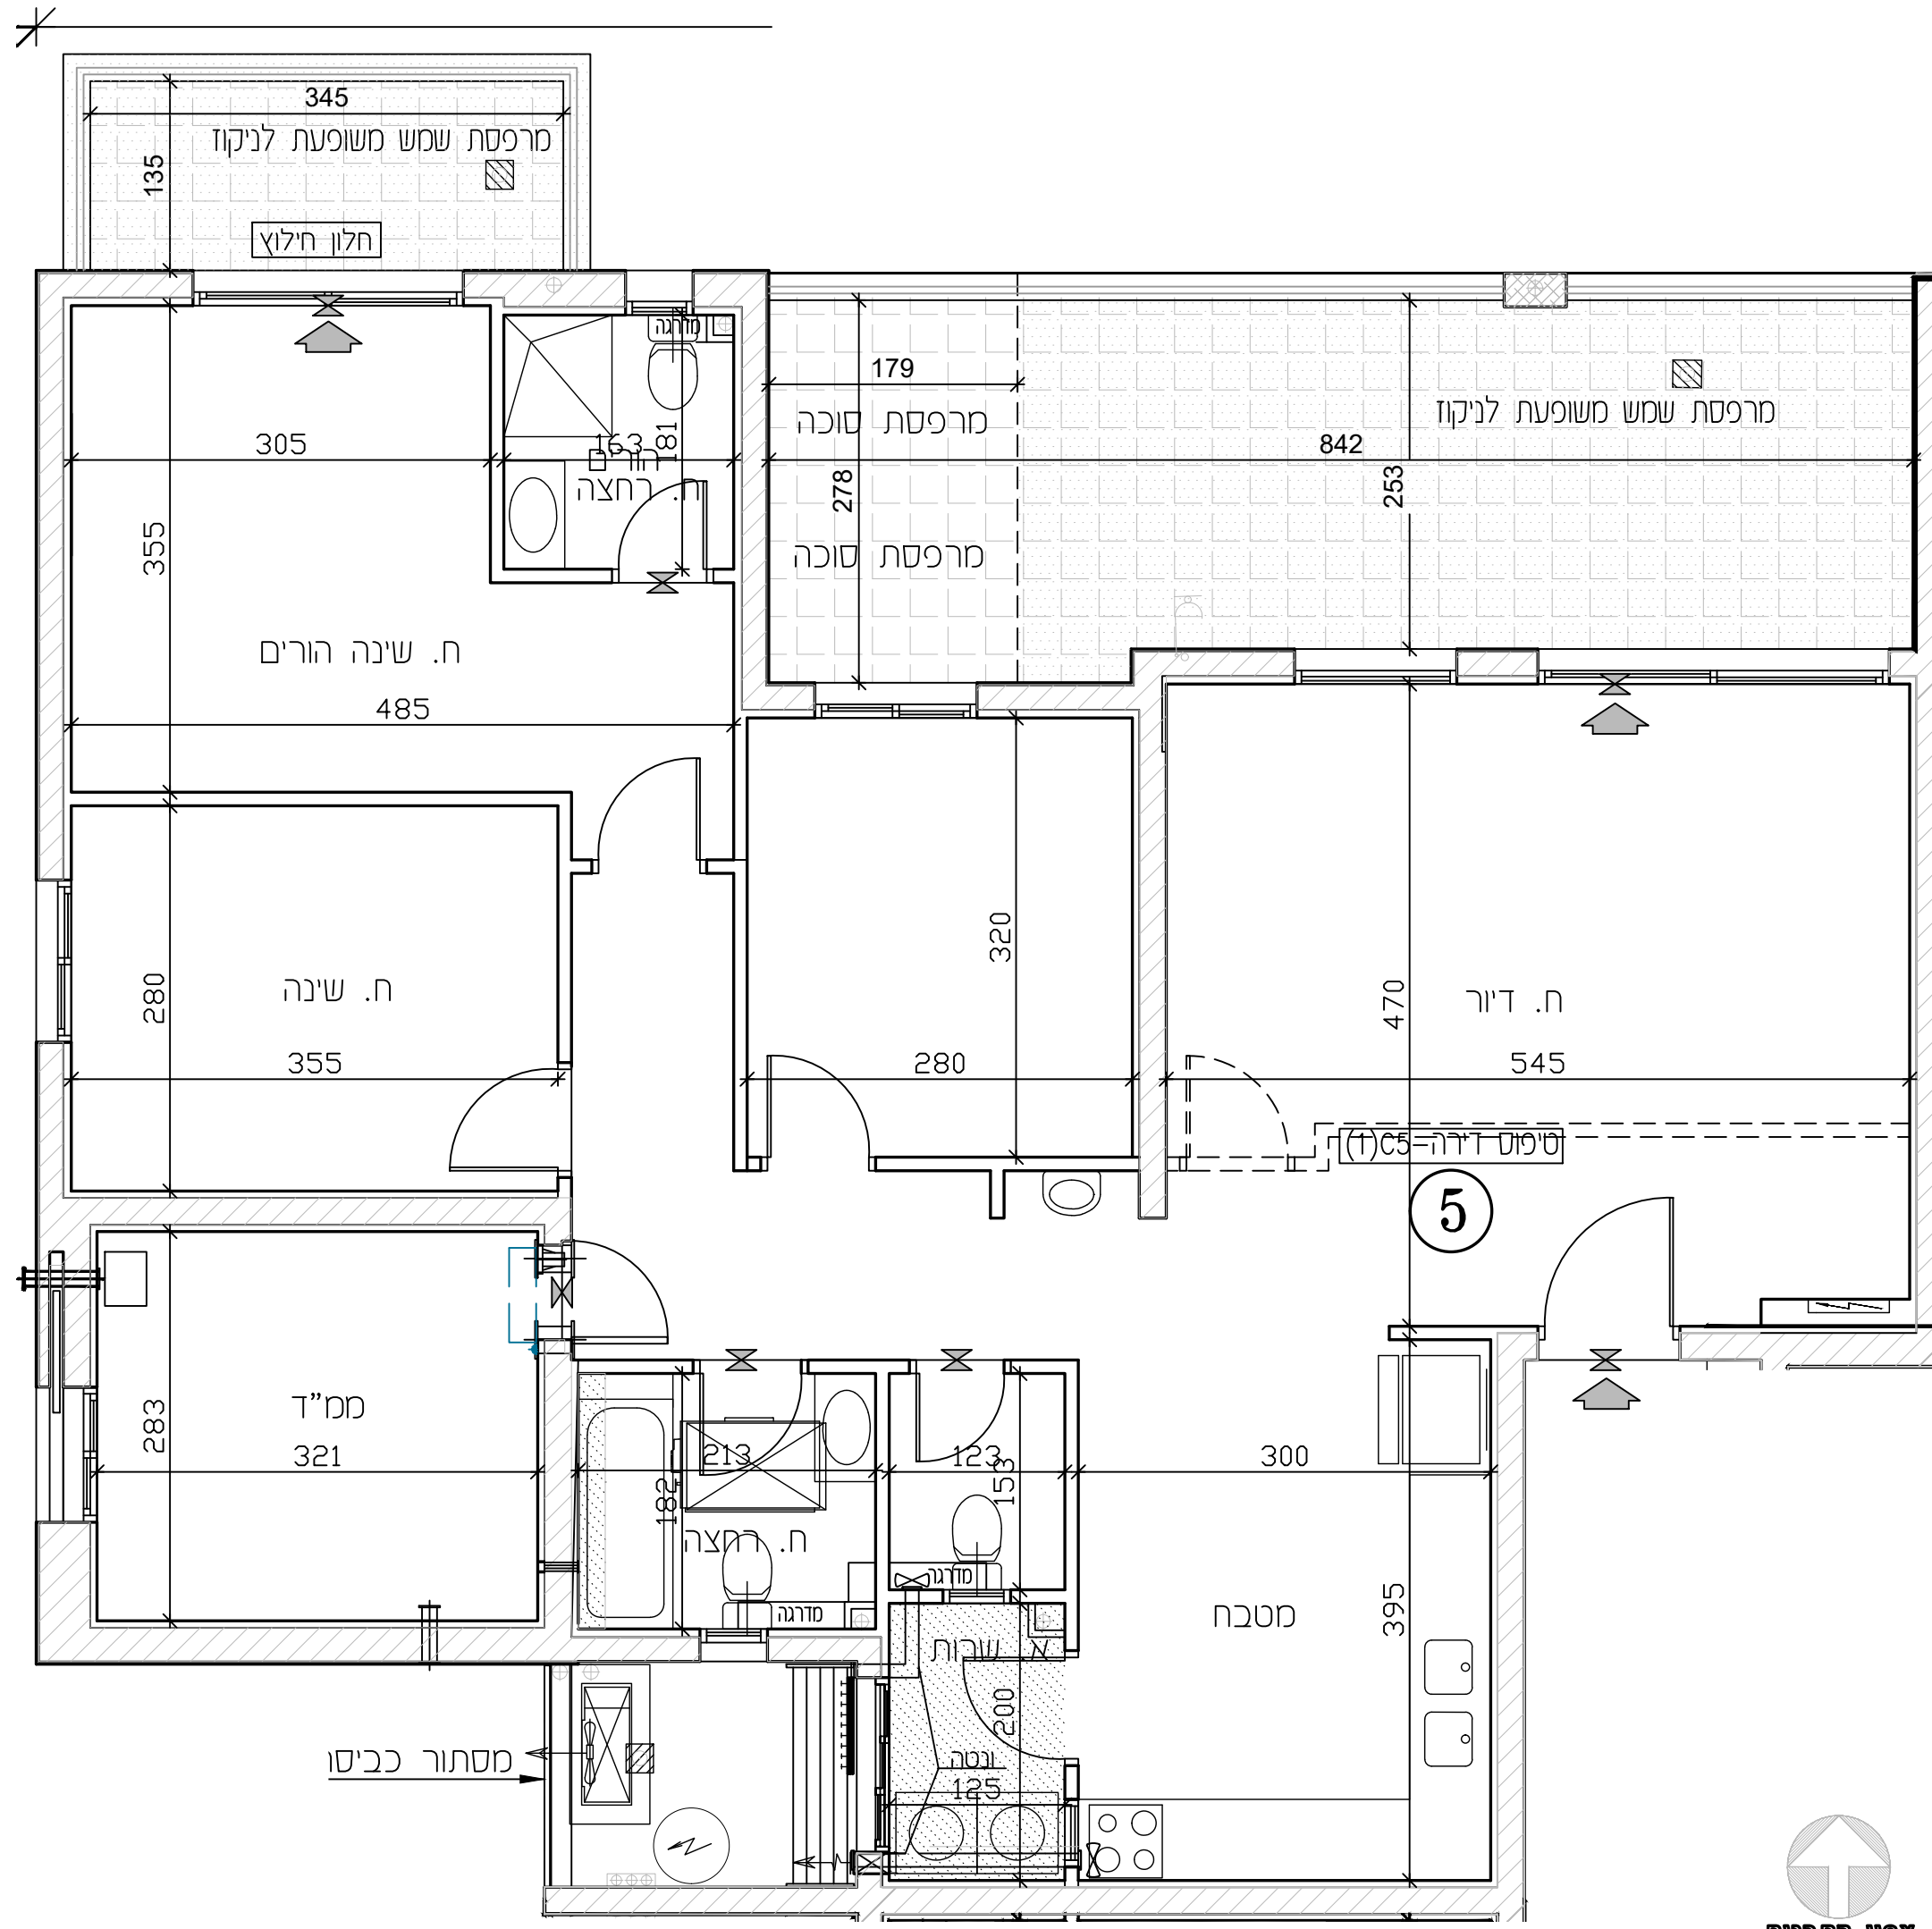 345
מרפסת שמש משופעת לניקוז
135
חלון חילוץ
מדרגה
179
מרפסת סוכה
מרפסת שמש משופעת לניקוז
305
163
181
842
הורים
ח. רחצה
278
253
355
מרפסת סוכה
ח. שינה הורים
485
320
280
ח. שינה
470
ח. דיור
355
280
545
טיפוס דירה-C5(1)
5
ממ"ד
283
321
213
123
153
300
182
ח. רחצה
מדרגה
מדרגה
מטבח
395
א. שרות
200
מסתור כביסו
ונטה
125